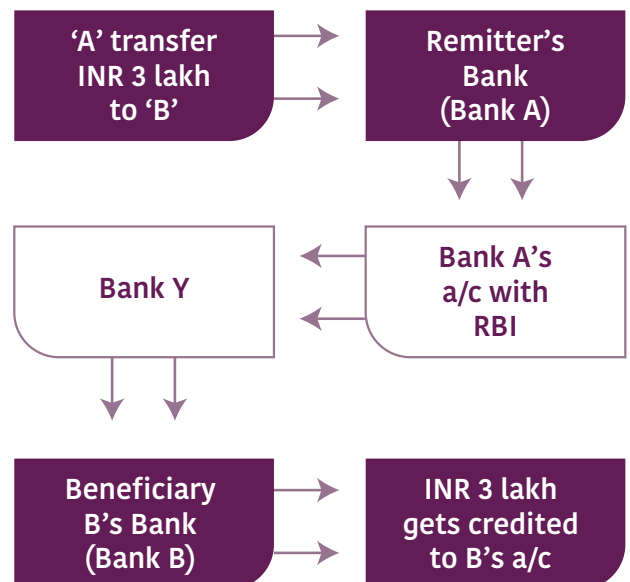 ‘A’ transfer
INR 3 lakh
to ‘B’
Remitter’s
Bank
(Bank A)
Bank A’s
a/c with
RBI
Bank Y
Beneficiary
B’s Bank
(Bank B)
INR 3 lakh
gets credited
to B’s a/c